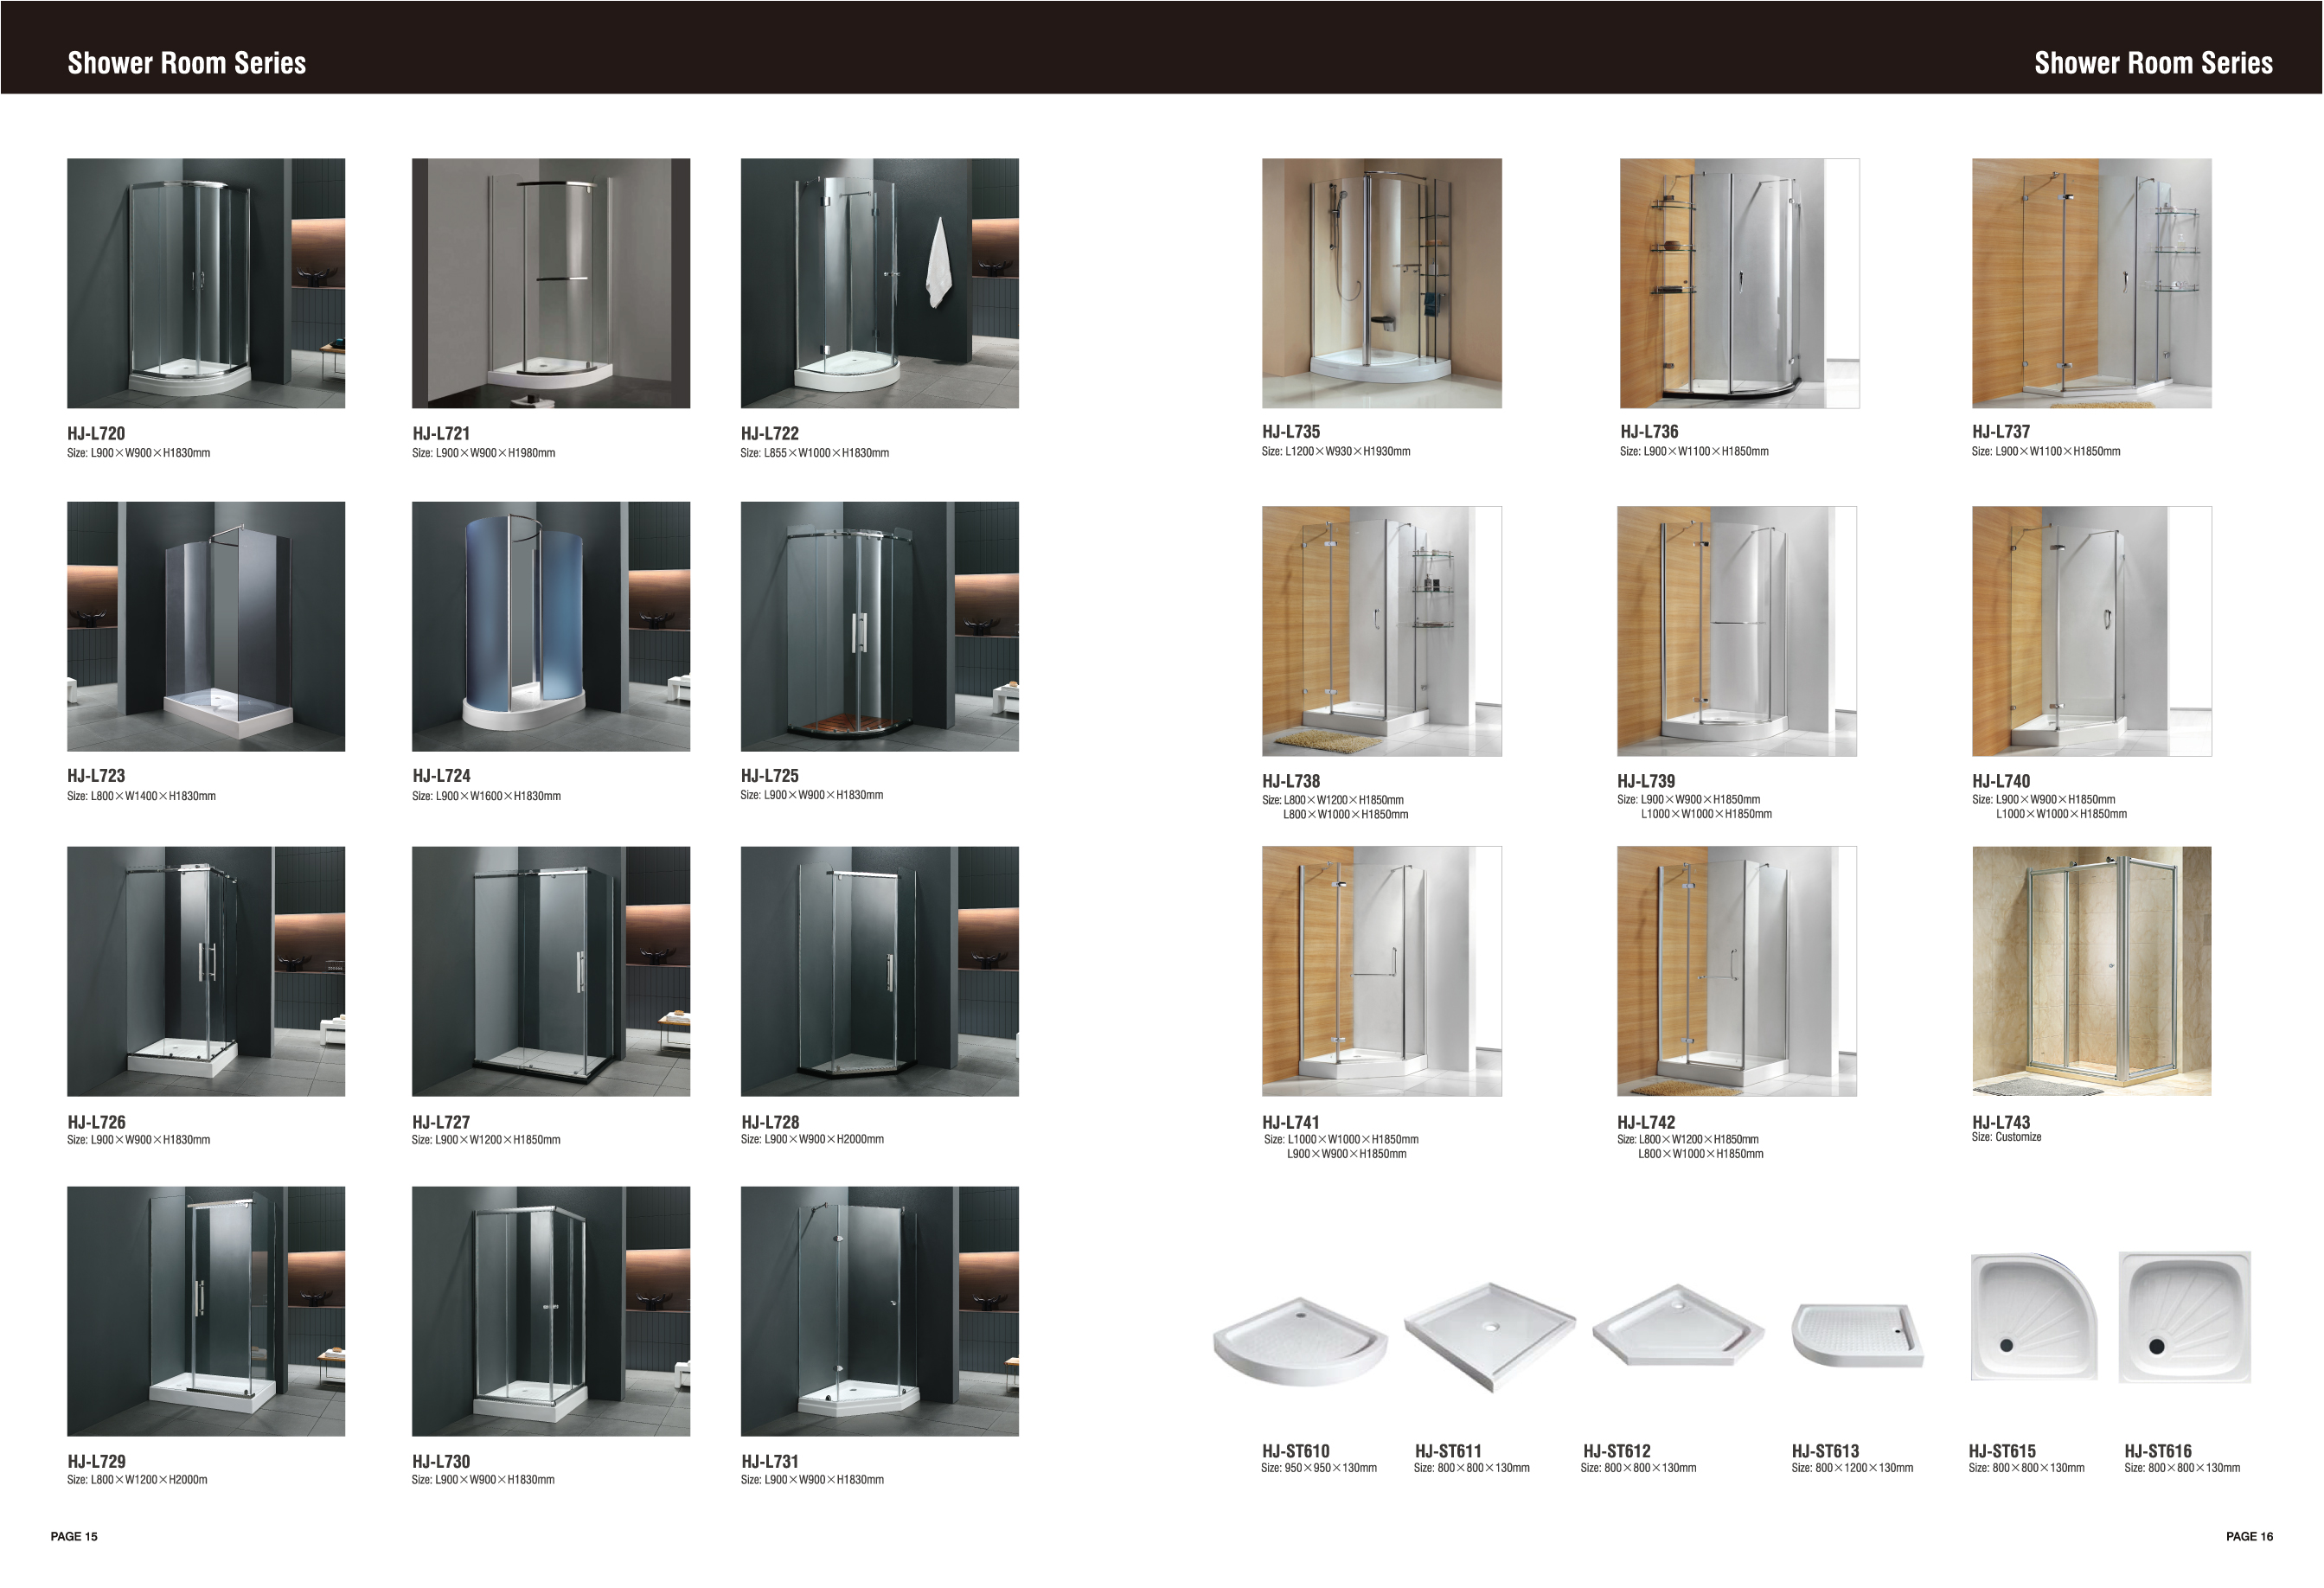 Shower Room Series
HJ-L720
Size: L900×W900×H1830mm
HJ-L721
Size: L900×W900×H1980mm
HJ-L722
Size: L855×W1000×H1830mm
HJ-L723
Size: L800×W1400×H1830mm
HJ-L724
Size: L900×W1600×H1830mm
HJ-L725
Size: L900×W900×H1830mm
HJ-L726
Size: L900×W900×H1830mm
HJ-L727
Size: L900×W1200×H1850mm
HJ-L728
Size: L900×W900×H2000mm
HJ-L729
Size: L800×W1200×H2000m
HJ-L730
Size: L900×W900×H1830mm
HJ-L731
Size: L900×W900×H1830mm
PAGE 15
Shower Room Series
HJ-L735
Size: L1200×W930×H1930mm
HJ-L736
Size: L900×W1100×H1850mm
HJ-L737
Size: L900×W1100×H1850mm
HJ-L738
Size: L800×W1200×H1850mm
L800×W1000×H1850mm
HJ-L739
Size: L900×W900×H1850mm
L1000×W1000×H1850mm
HJ-L740
Size: L900×W900×H1850mm
L1000×W1000×H1850mm
HJ-L741
Size: L1000×W1000×H1850mm
L900×W900×H1850mm
HJ-L742
Size: L800×W1200×H1850mm
L800×W1000×H1850mm
HJ-L743
Size: Customize
HJ-ST610
Size: 950×950×130mm
HJ-ST611
Size: 800×800×130mm
HJ-ST612
Size: 800×800×130mm
HJ-ST613
Size: 800×1200×130mm
HJ-ST615
Size: 800×800×130mm
HJ-ST616
Size: 800×800×130mm
PAGE 16